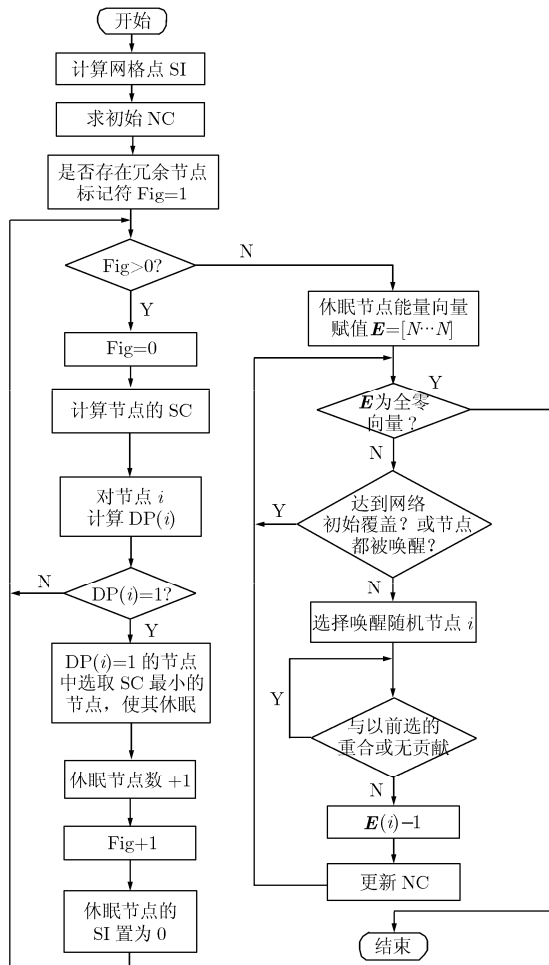 开始
计算网格点 SI
求初始 NC
是否存在冗余节点
标记符 Fig=1
Fig>0?
N
Y
Fig=0
计算节点的 SC
对节点 i
计算 DP(i)
N
DP(i)=1?
Y
DP(i)=1 的节点
中选取 SC 最小的
节点，使其休眠
休眠节点数 +1
Fig+1
休眠节点的
SI 置为 0
休眠节点能量向量
赋值 E=[N···N]
Y
E为全零
向量？
N
Y
达到网络
初始覆盖？或节点
都被唤醒？
N
选择唤醒随机节点 i
Y
与以前选的
重合或无贡献
N
E(i)−1
更新 NC
结束